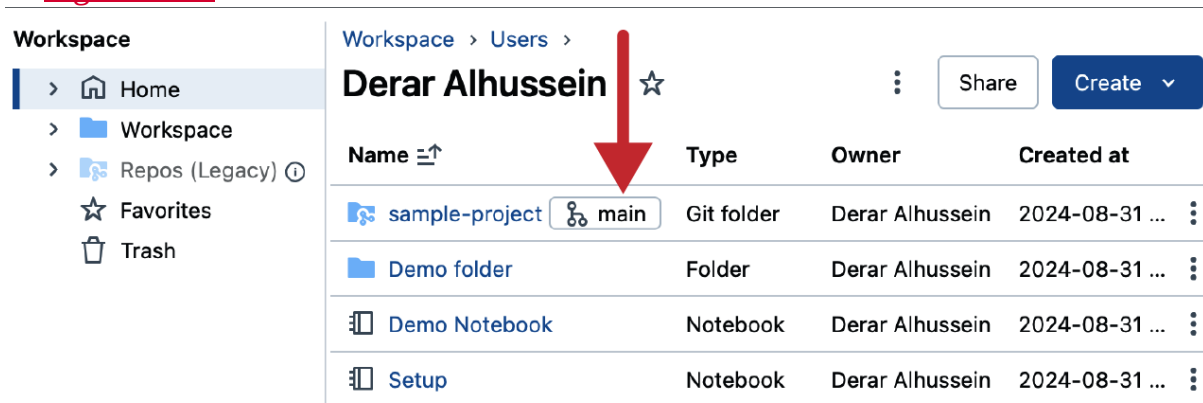 Workspace
Home
Workspace
Repos (Legacy)
Favorites
Trash
Workspace > Users >
Derar Alhussein
Share
Create
Name Type Owner Created at
sample-project main Git folder Derar Alhussein 2024-08-31 ...
Demo folder Folder Derar Alhussein 2024-08-31 ...
Demo Notebook Notebook Derar Alhussein 2024-08-31 ...
Setup Notebook Derar Alhussein 2024-08-31 ...